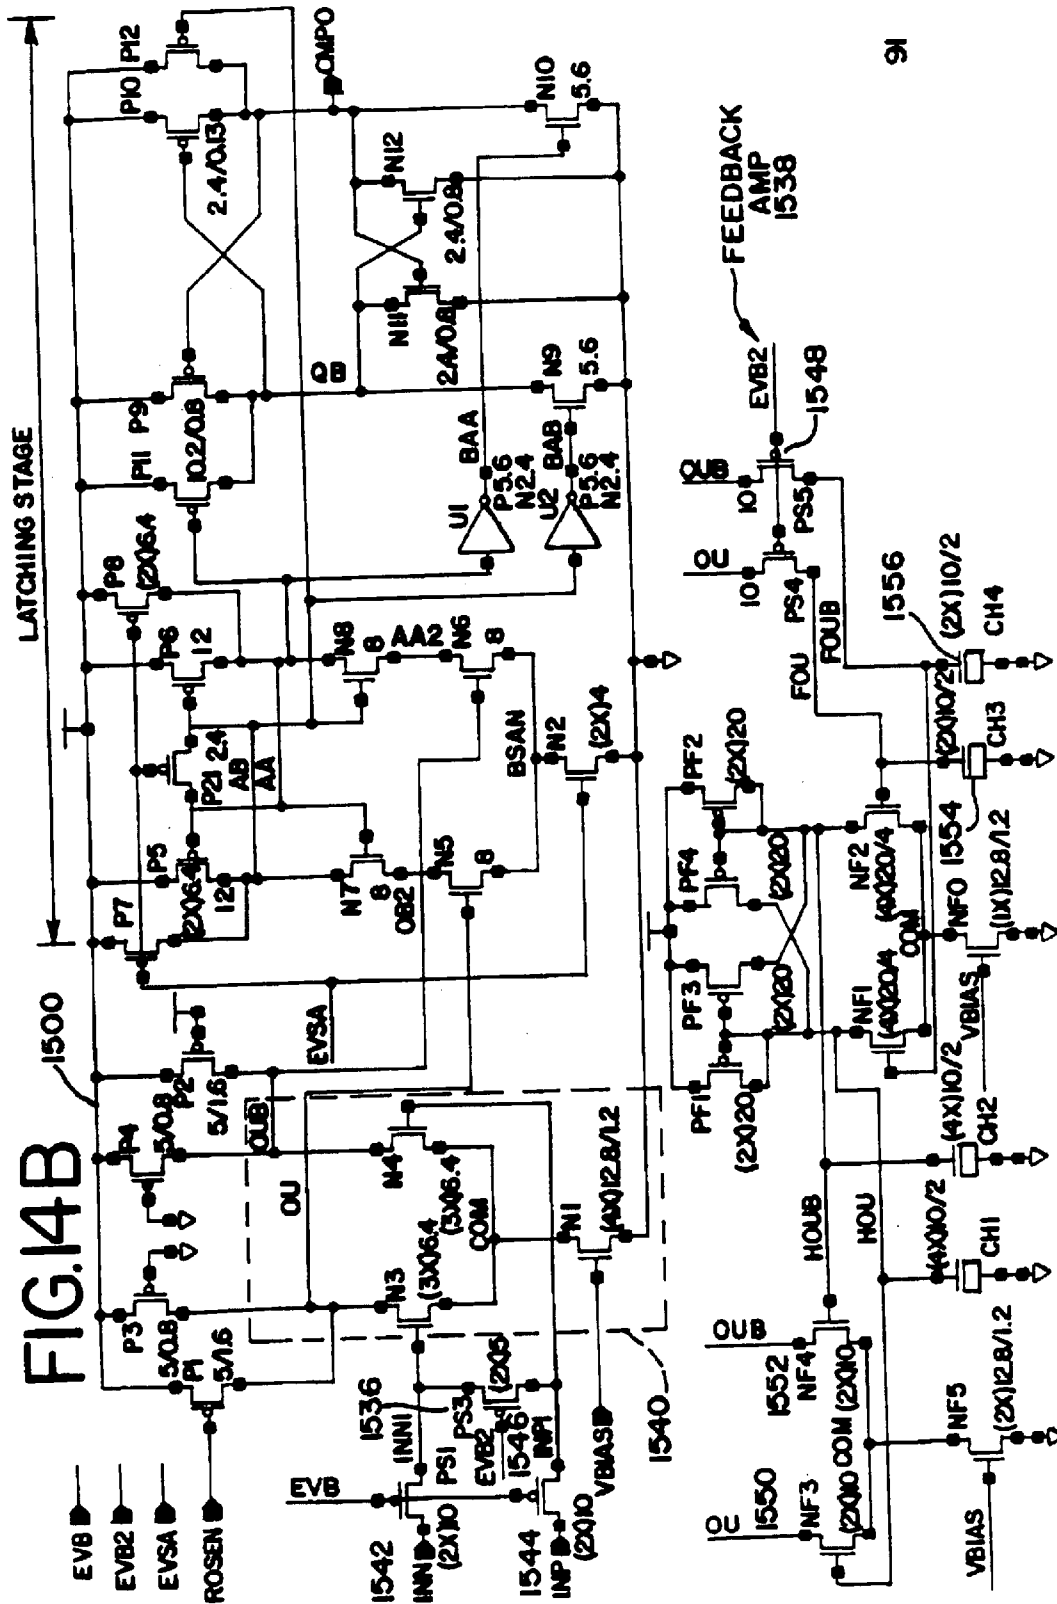 FIG.14B
1500
LATCHING STAGE
EVB
EVB2
EVSA
ROSEN
P3
5/0.8
P1
5/1.6
P4
5/0.8
P2
5/1.6
P7
(2X)6.4
P5
12
P21
2.4
P6
12
P8
(2X)6.4
P11
P9
10.2/0.8
P10
P12
2.4/0.13
AB
AA
OUB
OU
EVSA
N7
8
OB2
N5
8
N8
8
AA2
N6
8
BSAN
N2
(2X)4
QB
CMPO
N11
2.4/0.8
N12
2.4/0.8
N10
5.6
N9
5.6
BAA
BAB
U1
P5.6
N2.4
U2
P5.6
N2.4
N3
(3X)6.4
N4
(3X)6.4
COM
N1
(4X)12.8/1.2
1536
INN1
PS1
PS3
(2X)5
EVB2
1546
INP1
EVB
1542
INN
(2X)10
1544
INP
(2X)10
VBIAS
1540
FEEDBACK
AMP
1538
EVB2
1548
OUB
10
PS5
OU
10
PS4
FOU
FOUB
1556
(2X)10/2
CH4
(2X)10/2
CH3
1554
PF1
(2X)20
PF3
(2X)20
PF4
(2X)20
PF2
(2X)20
NF1
(4X)20/4
NF2
(4X)20/4
COM
NF0
(1X)12.8/1.2
VBIAS
HOUB
HOU
(4X)10/2
CH1
(4X)10/2
CH2
OU
1550
NF3
(2X)10
OUB
1552
NF4
(2X)10
COM
NF5
(2X)12.8/1.2
VBIAS
91